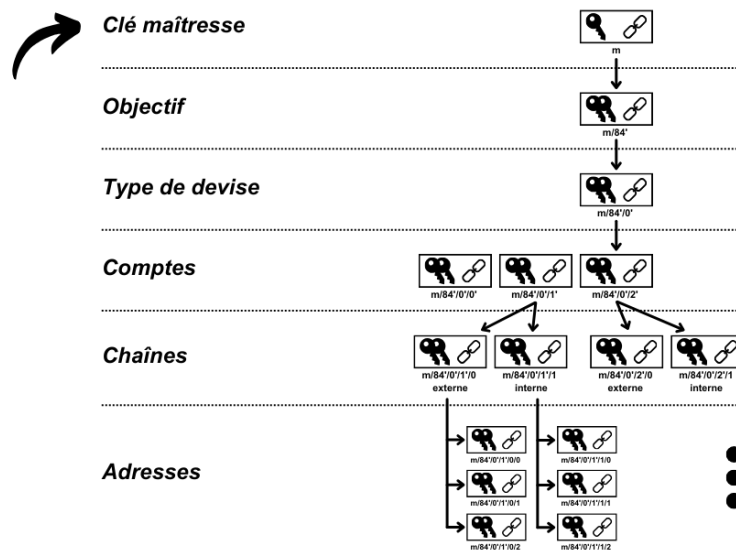 Clé maîtresse
m
Objectif
m/84'
Type de devise
m/84'/0'
Comptes
m/84'/0'/0'
m/84'/0'/1'
m/84'/0'/2'
Chaînes
m/84'/0'/1'/0
externe
m/84'/0'/1'/1
interne
m/84'/0'/2'/0
externe
m/84'/0'/2'/1
interne
Adresses
m/84'/0'/1'/0/0
m/84'/0'/1'/1/0
m/84'/0'/1'/0/1
m/84'/0'/1'/1/1
m/84'/0'/1'/0/2
m/84'/0'/1'/1/2